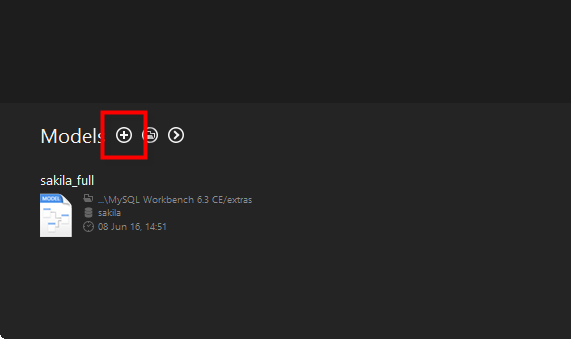 Models
sakila_full
MODEL
...\MySQL Workbench 6.3 CE/extras
sakila
08 Jun 16, 14:51